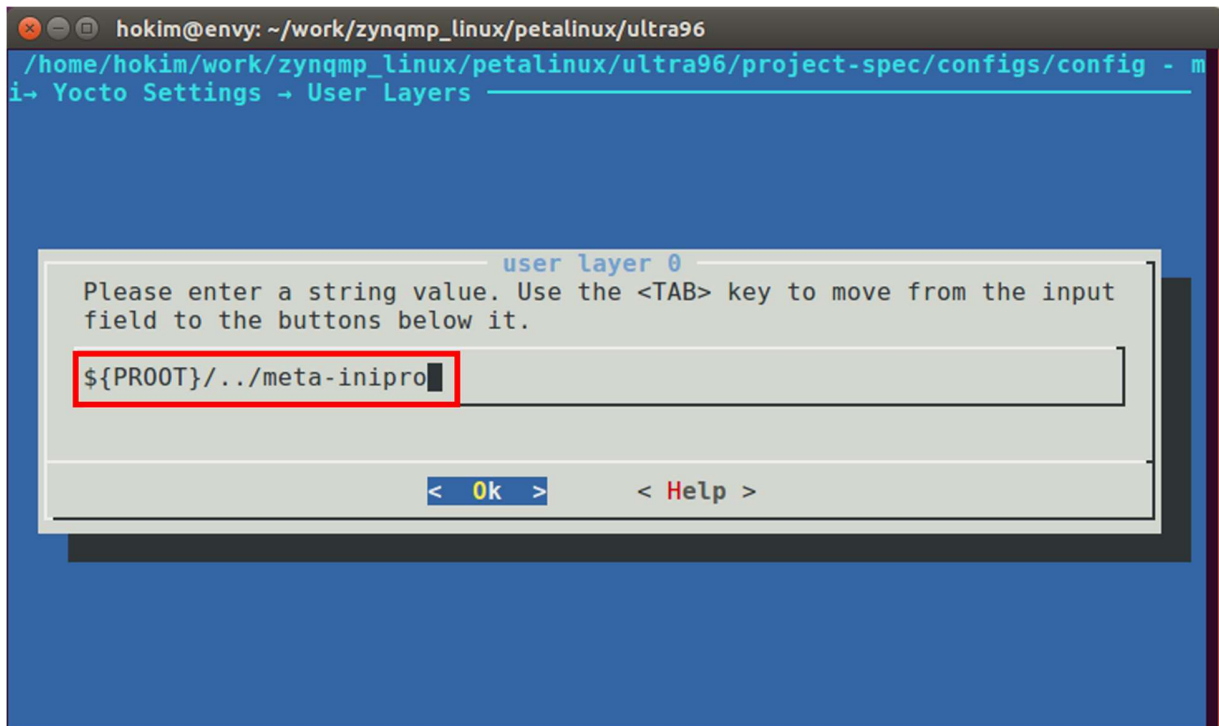 hokim@envy: ~/work/zynqmp_linux/petalinux/ultra96
/home/hokim/work/zynqmp_linux/petalinux/ultra96/project-spec/configs/config - m
i→ Yocto Settings → User Layers
user layer 0
Please enter a string value. Use the <TAB> key to move from the input
field to the buttons below it.
${PROOT}/../meta-inipro
< Ok > < Help >